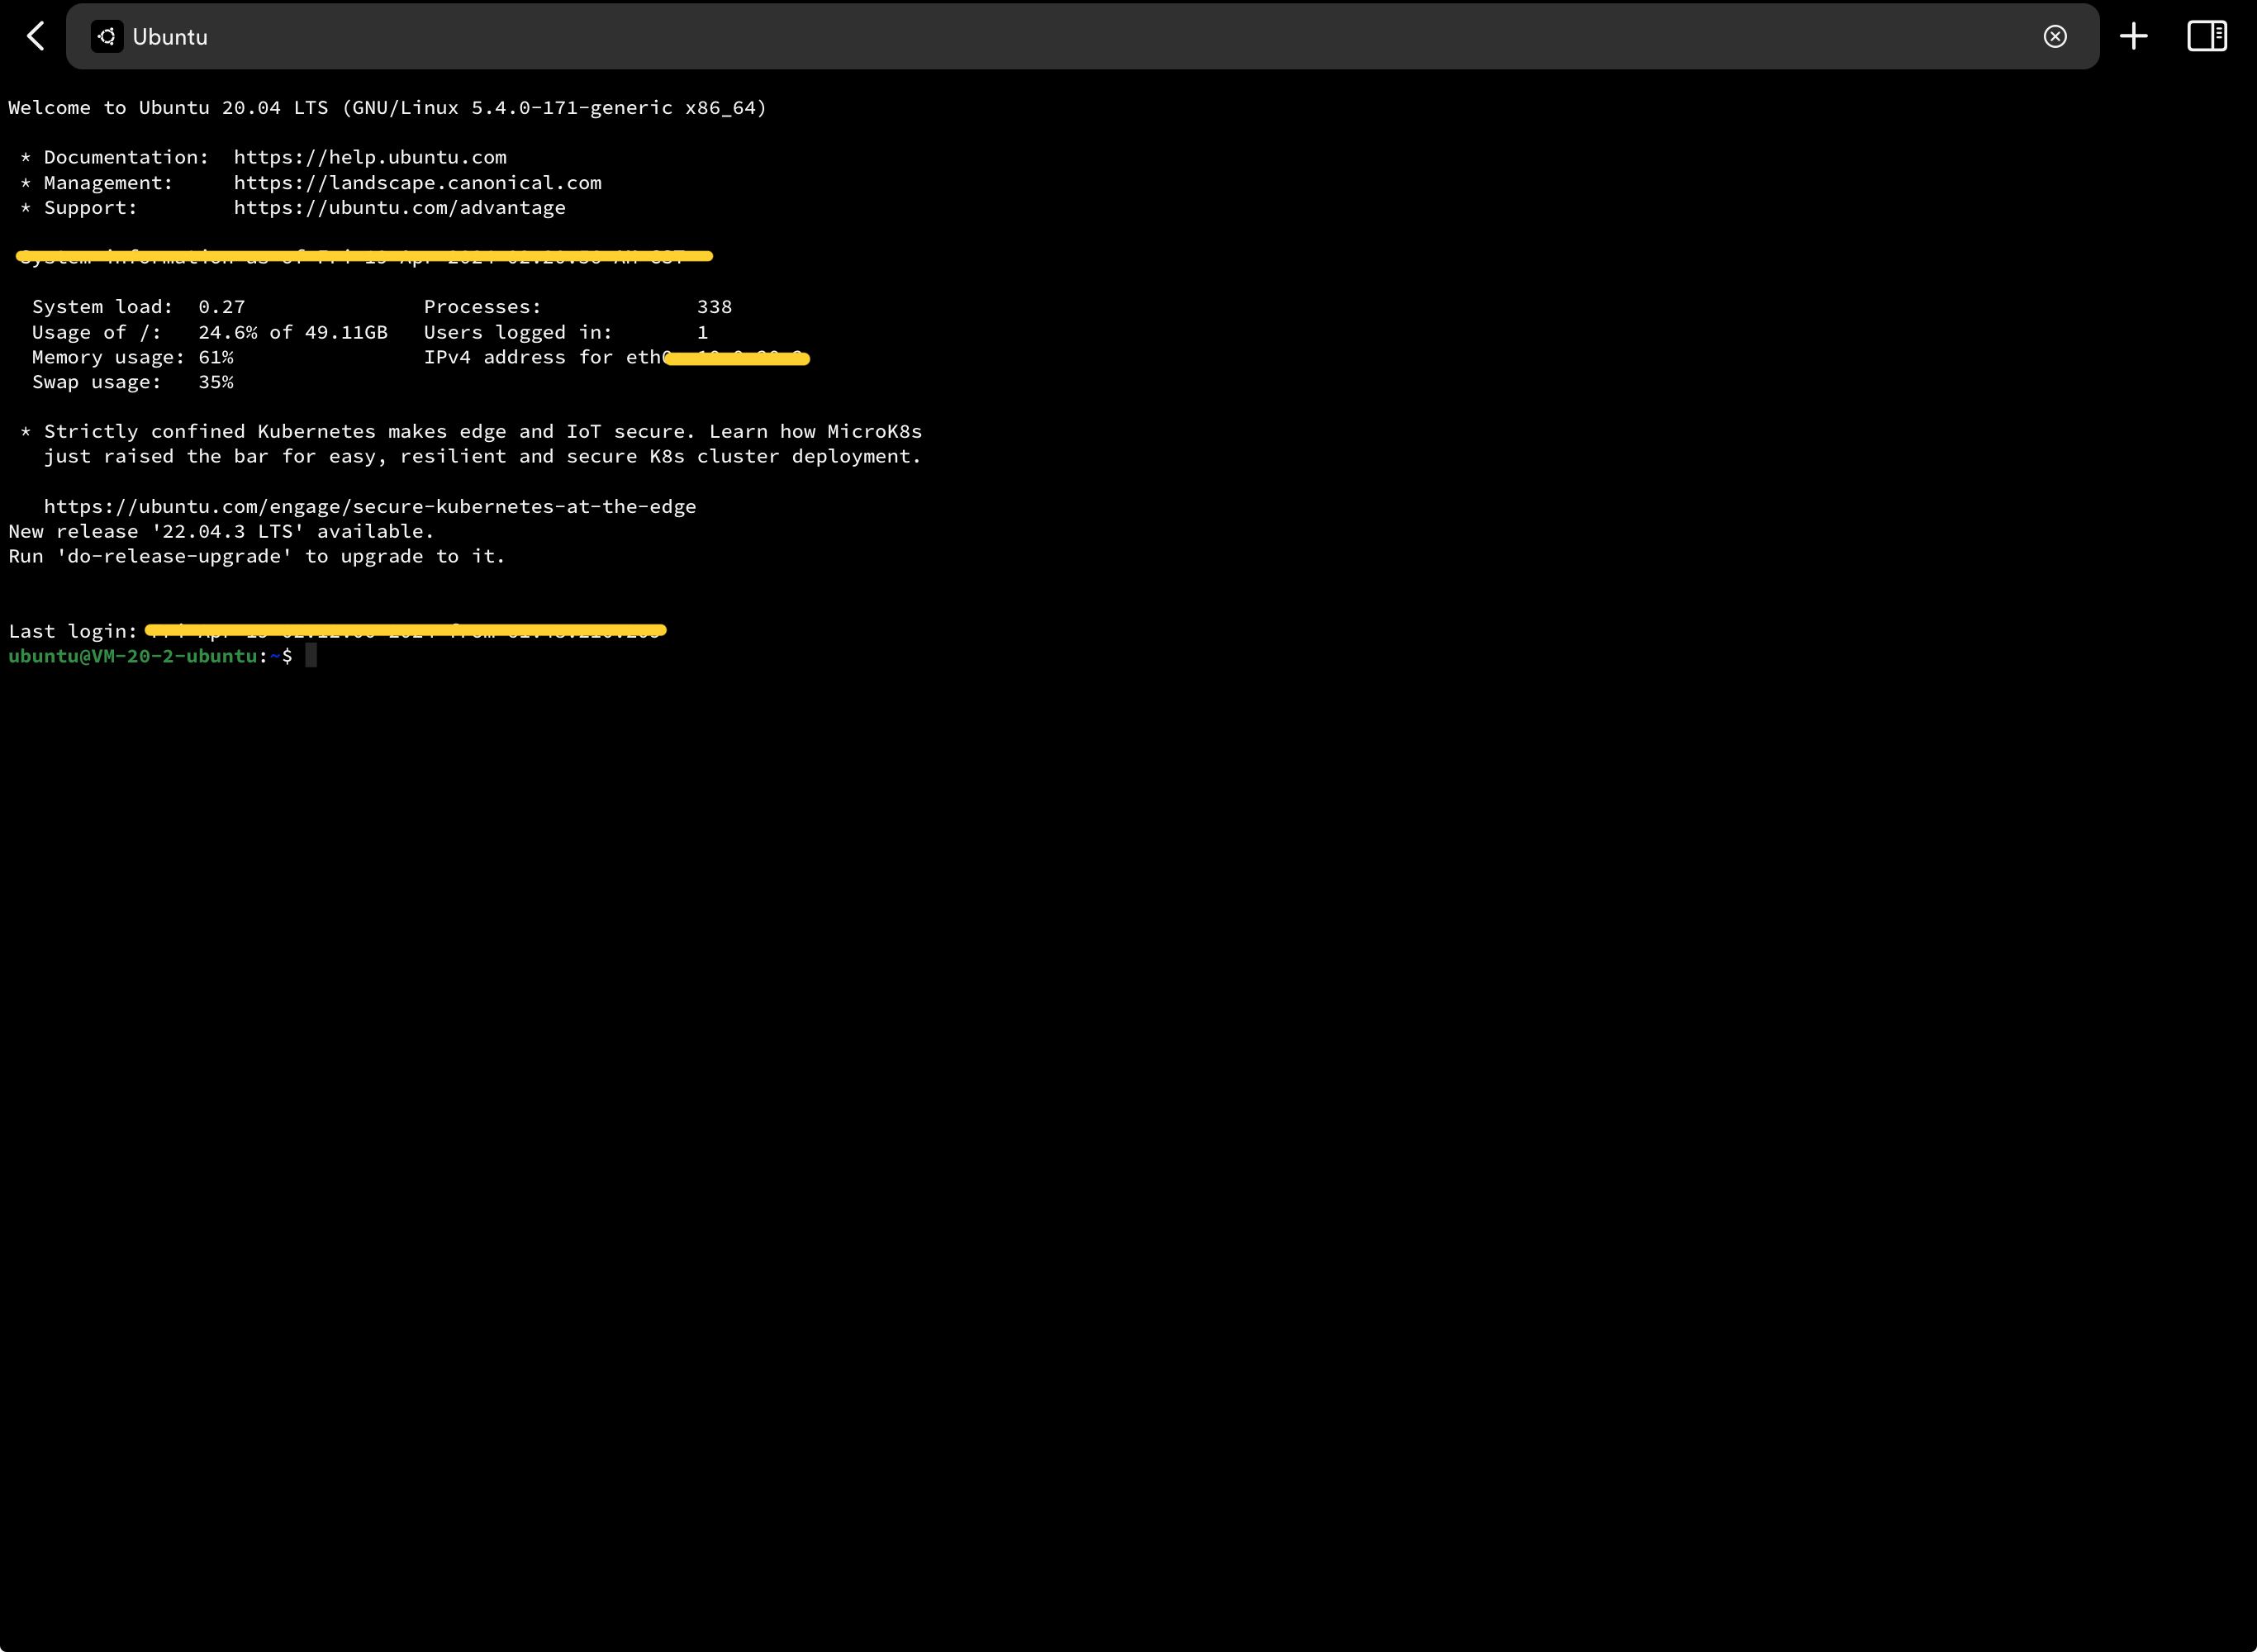 Ubuntu
Welcome to Ubuntu 20.04 LTS (GNU/Linux 5.4.0-171-generic x86_64)
* Documentation:  https://help.ubuntu.com
* Management:     https://landscape.canonical.com
* Support:        https://ubuntu.com/advantage
System load:  0.27               Processes:             338
Usage of /:   24.6% of 49.11GB   Users logged in:       1
Memory usage: 61%                IPv4 address for
Swap usage:   35%
* Strictly confined Kubernetes makes edge and IoT secure. Learn how MicroK8s
just raised the bar for easy, resilient and secure K8s cluster deployment.
https://ubuntu.com/engage/secure-kubernetes-at-the-edge
New release '22.04.3 LTS' available.
Run 'do-release-upgrade' to upgrade to it.
Last login:
ubuntu@VM-20-2-ubuntu:~$